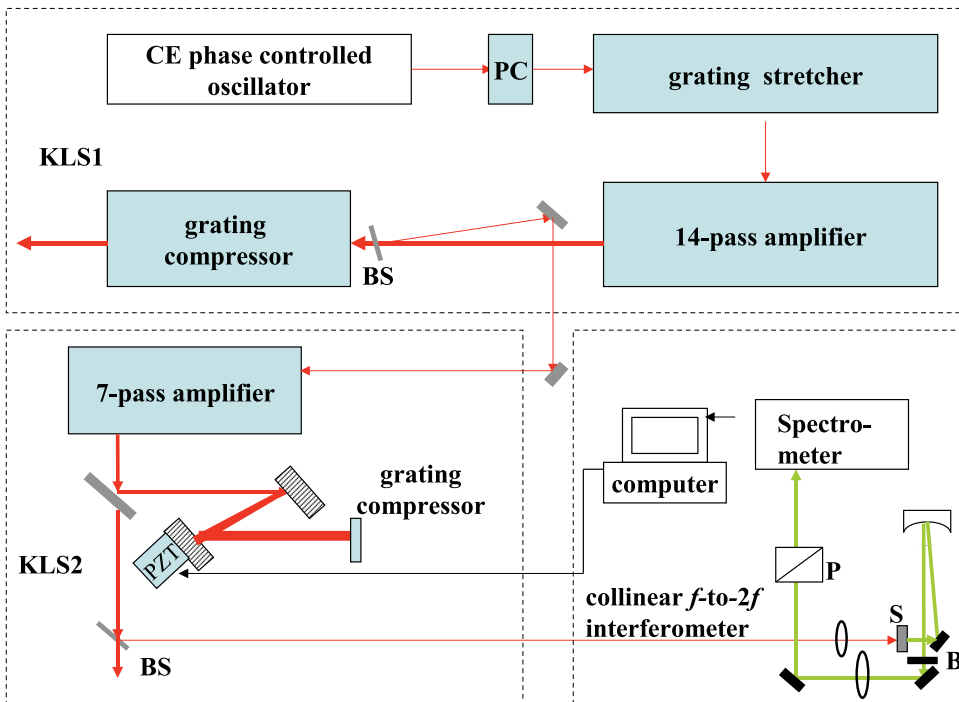 CE phase controlled
oscillator
PC
grating stretcher
KLS1
grating
compressor
BS
14-pass amplifier
7-pass amplifier
grating
compressor
PZT
KLS2
BS
computer
Spectro-
meter
P
collinear f-to-2f
interferometer
S
B